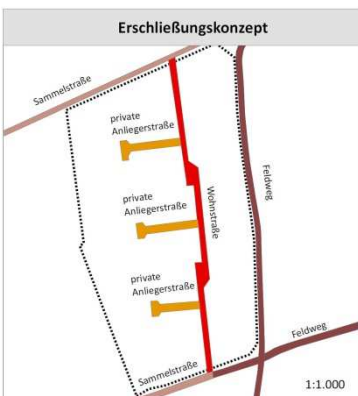 Erschließungskonzept
Sammelstraße
private
Anliegerstraße
Feldweg
private
Anliegerstraße
Wohnstraße
private
Anliegerstraße
Feldweg
Sammelstraße
1:1.000